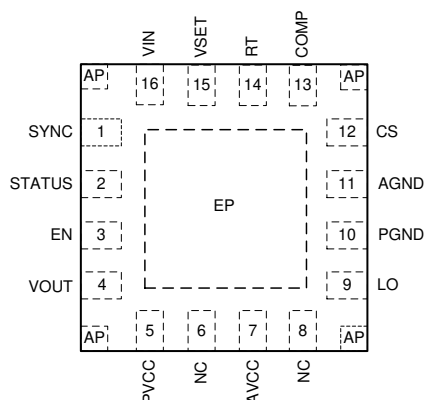 VIN
VSET
RT
COMP
AP
16
15
14
13
AP
SYNC
1
12
CS
STATUS
2
11
AGND
EP
EN
3
10
PGND
VOUT
4
9
LO
AP
5
6
7
8
AP
PVCC
NC
AVCC
NC